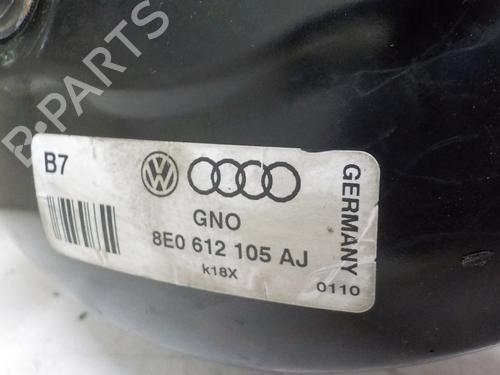 B-PARTS
B7
GNO
8E0 612 105 AJ
K18X
GERMANY
0110